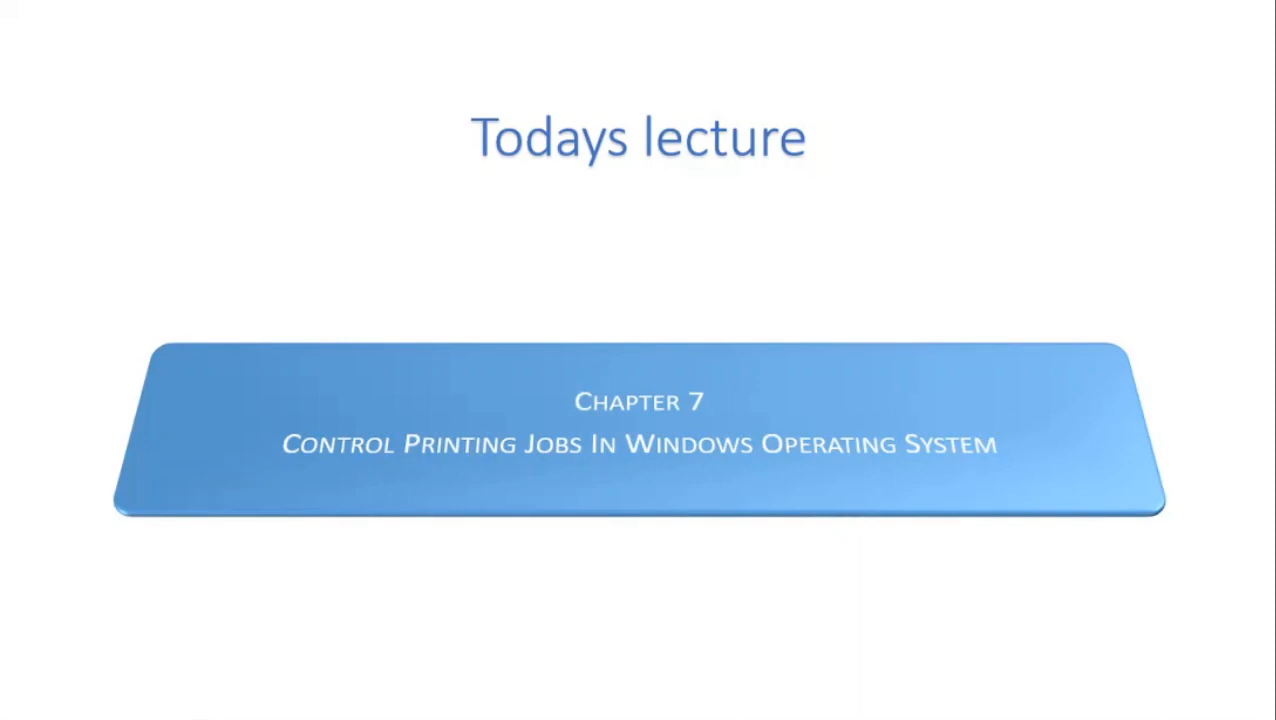 Todays lecture
CHAPTER 7
CONTROL PRINTING JOBS IN WINDOWS OPERATING SYSTEM